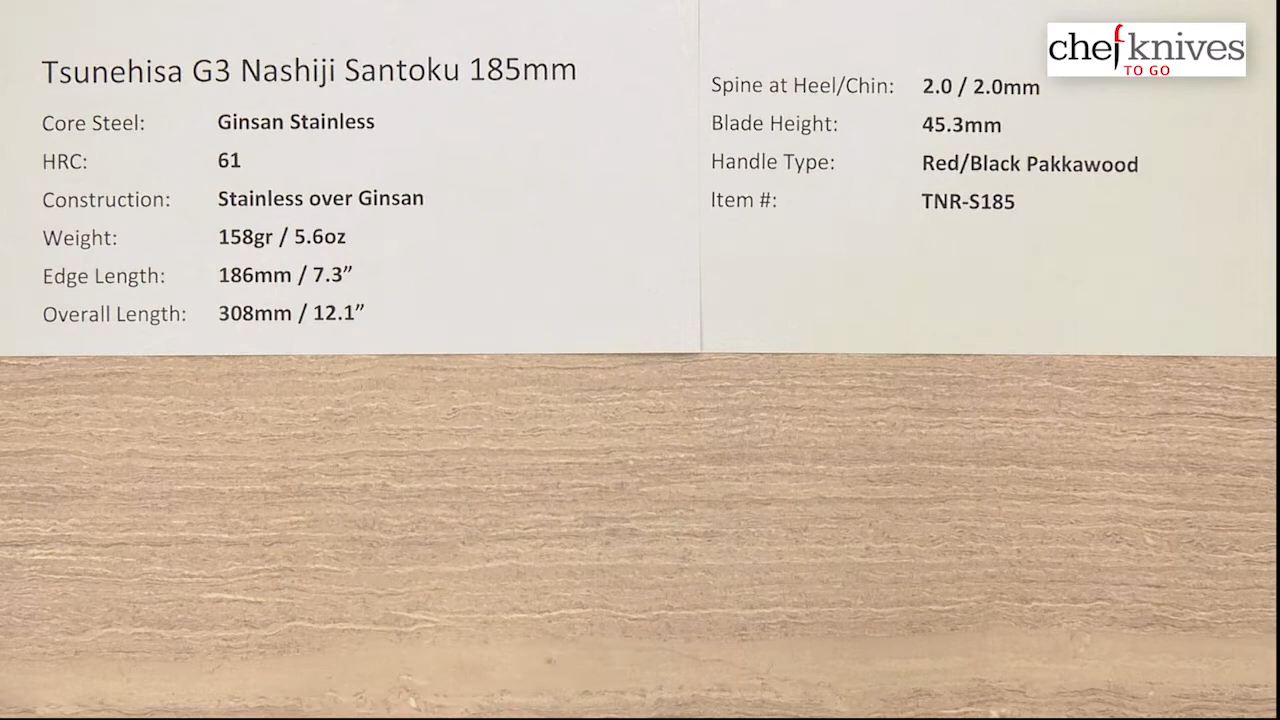 Tsunehisa G3 Nashiji Santoku 185mm
Core Steel: Ginsan Stainless
HRC: 61
Construction: Stainless over Ginsan
Weight: 158gr / 5.6oz
Edge Length: 186mm / 7.3”
Overall Length: 308mm / 12.1”
Spine at Heel/Chin: 2.0 / 2.0mm
Blade Height: 45.3mm
Handle Type: Red/Black Pakkawood
Item #: TNR-S185
chefknives
TO GO